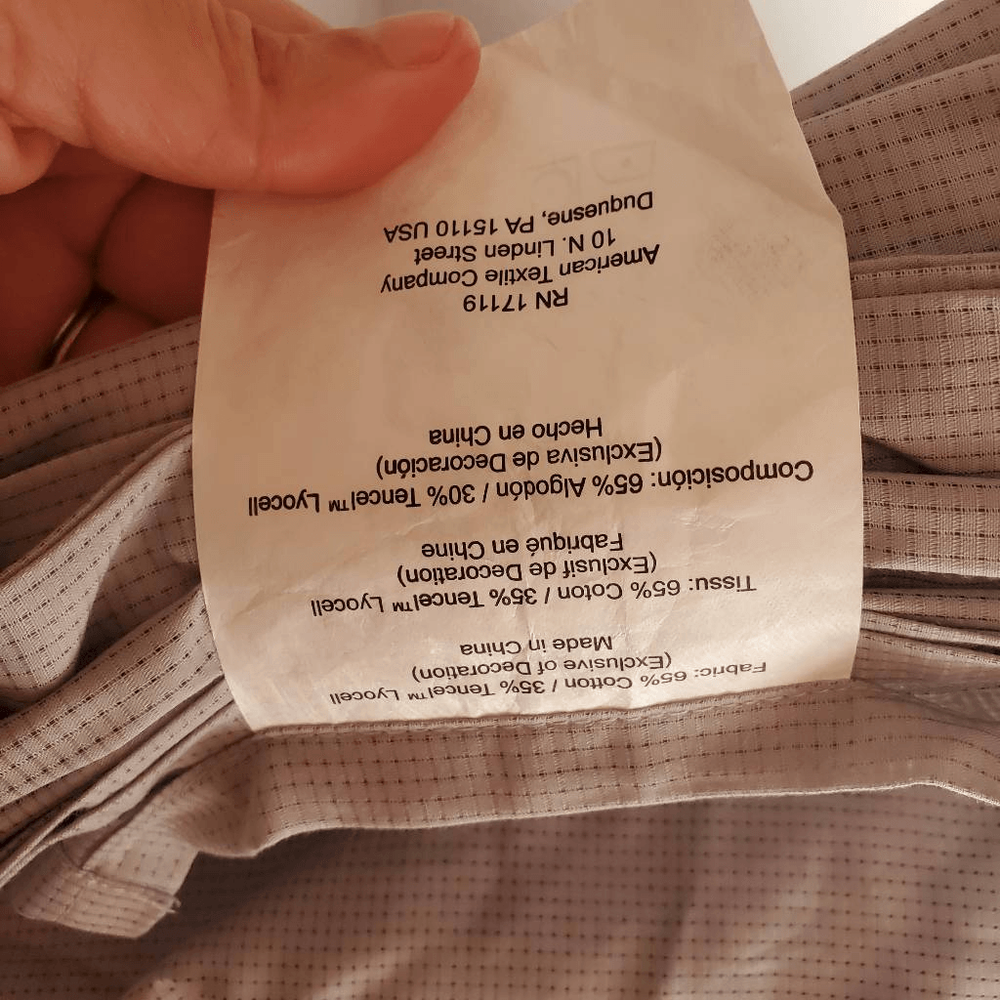 Fabric: 65% Cotton / 35% Tencel™ Lyocell
(Exclusive of Decoration)
Made in China
Tissu: 65% Coton / 35% Tencel™ Lyocell
(Exclusif de Decoration)
Fabriqué en Chine
Composición: 65% Algodón / 30% Tencel™ Lyocell
(Exclusiva de Decoración)
Hecho en China
RN 17119
American Textile Company
10 N. Linden Street
Duquesne, PA 15110 USA